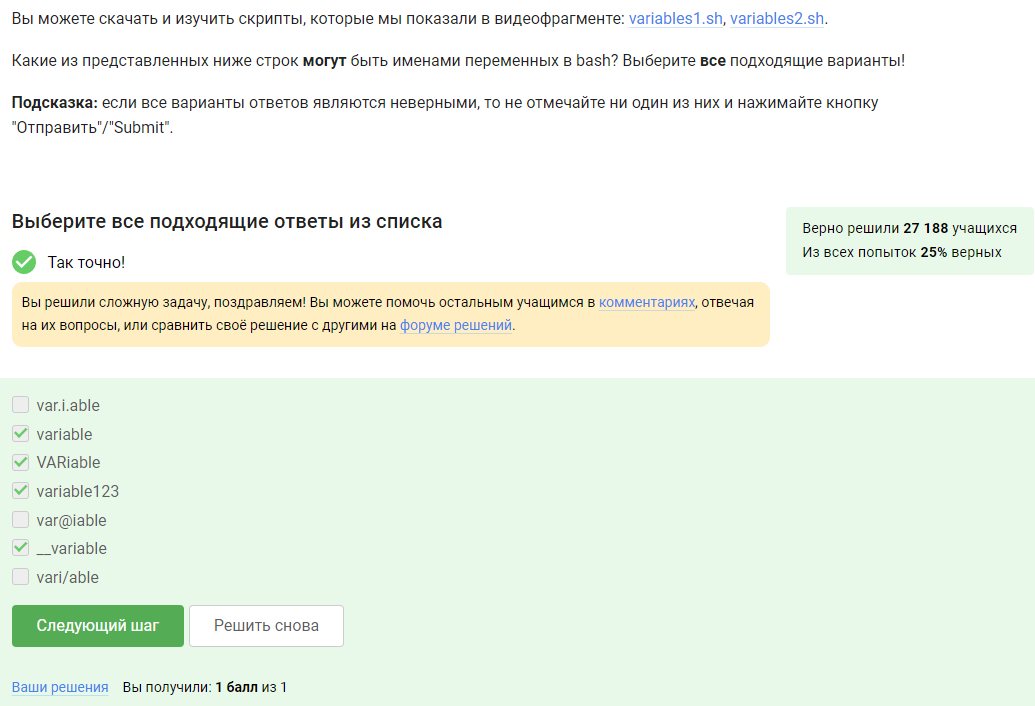 Вы можете скачать и изучить скрипты, которые мы показали в видеофрагменте: variables1.sh, variables2.sh.
Какие из представленных ниже строк могут быть именами переменных в bash? Выберите все подходящие варианты!
Подсказка: если все варианты ответов являются неверными, то не отмечайте ни один из них и нажимайте кнопку
"Отправить"/"Submit".
Выберите все подходящие ответы из списка
Верно решили 27 188 учащихся
Из всех попыток 25% верных
Так точно!
Вы решили сложную задачу, поздравляем! Вы можете помочь остальным учащимся в комментариях, отвечая
на их вопросы, или сравнить своё решение с другими на форуме решений.
var.i.able
variable
VARiable
variable123
var@iable
__variable
vari/able
Следующий шаг
Решить снова
Ваши решения Вы получили: 1 балл из 1